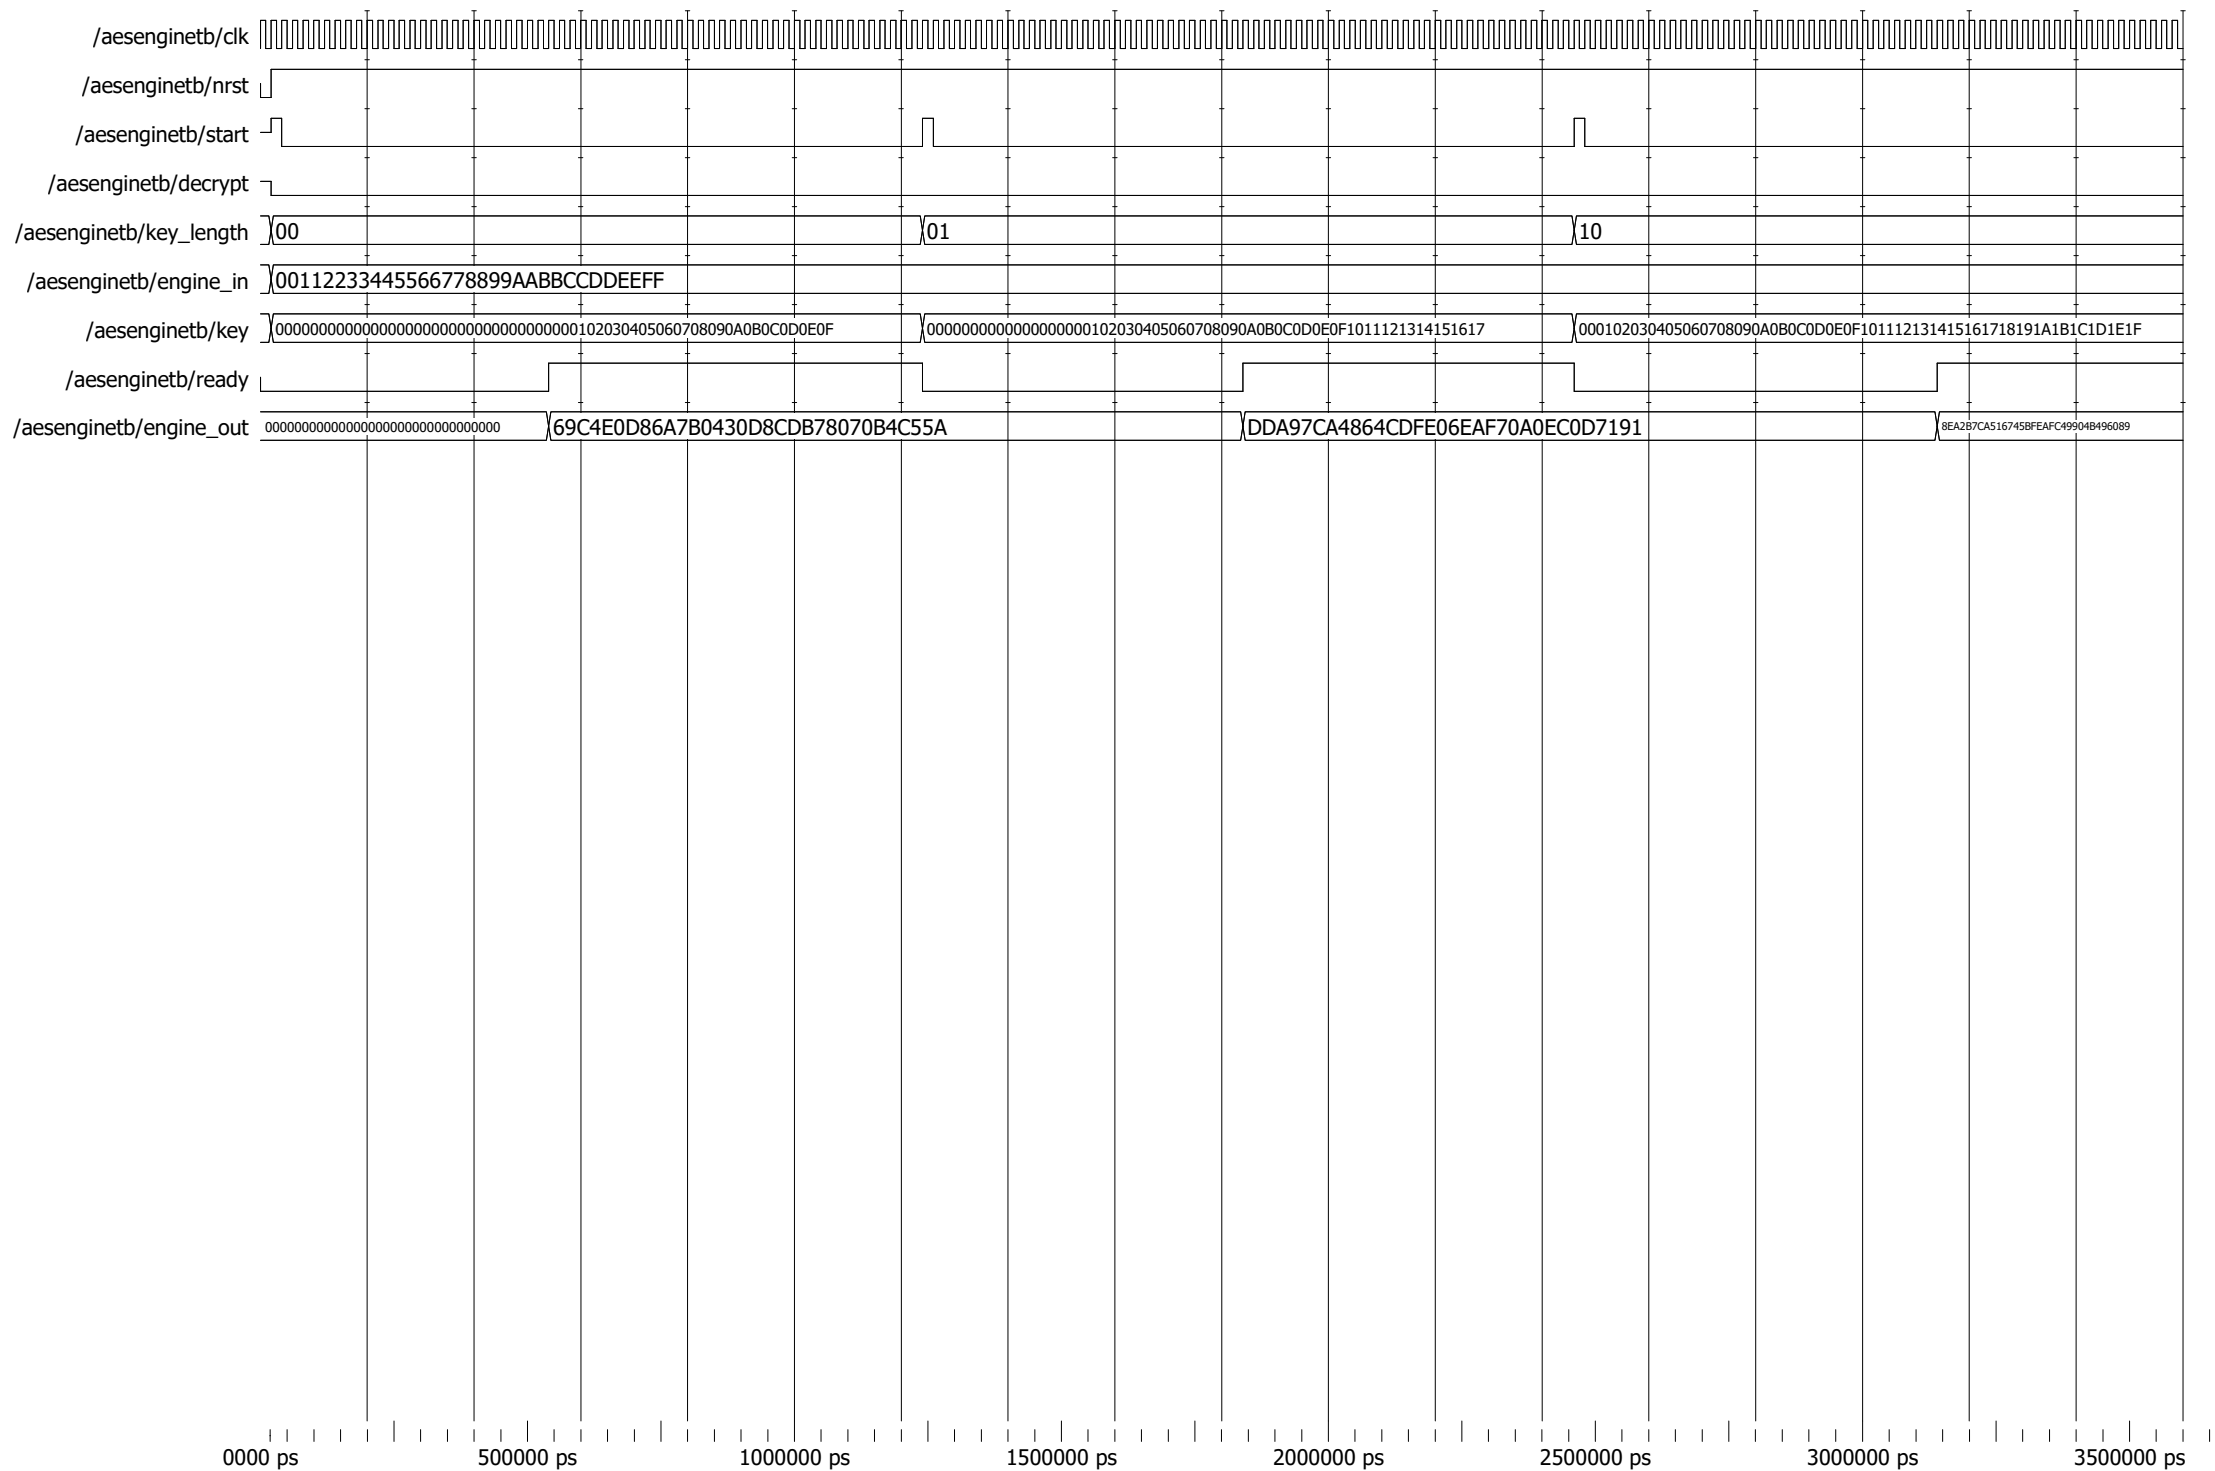 /aesenginetb/clk
/aesenginetb/nrst
/aesenginetb/start
/aesenginetb/decrypt
/aesenginetb/key_length 00 01 10
/aesenginetb/engine_in 00112233445566778899AABBCCDDEEFF
/aesenginetb/key 00000000000000000000000000000000000102030405060708090A0B0C0D0E0F 0000000000000000000102030405060708090A0B0C0D0E0F1011121314151617 000102030405060708090A0B0C0D0E0F101112131415161718191A1B1C1D1E1F
/aesenginetb/ready
/aesenginetb/engine_out 00000000000000000000000000000000 69C4E0D86A7B0430D8CDB78070B4C55A DDA97CA4864CDFE06EAF70A0EC0D7191 8EA2B7CA516745BFEAFC49904B496089
0000 ps 500000 ps 1000000 ps 1500000 ps 2000000 ps 2500000 ps 3000000 ps 3500000 ps